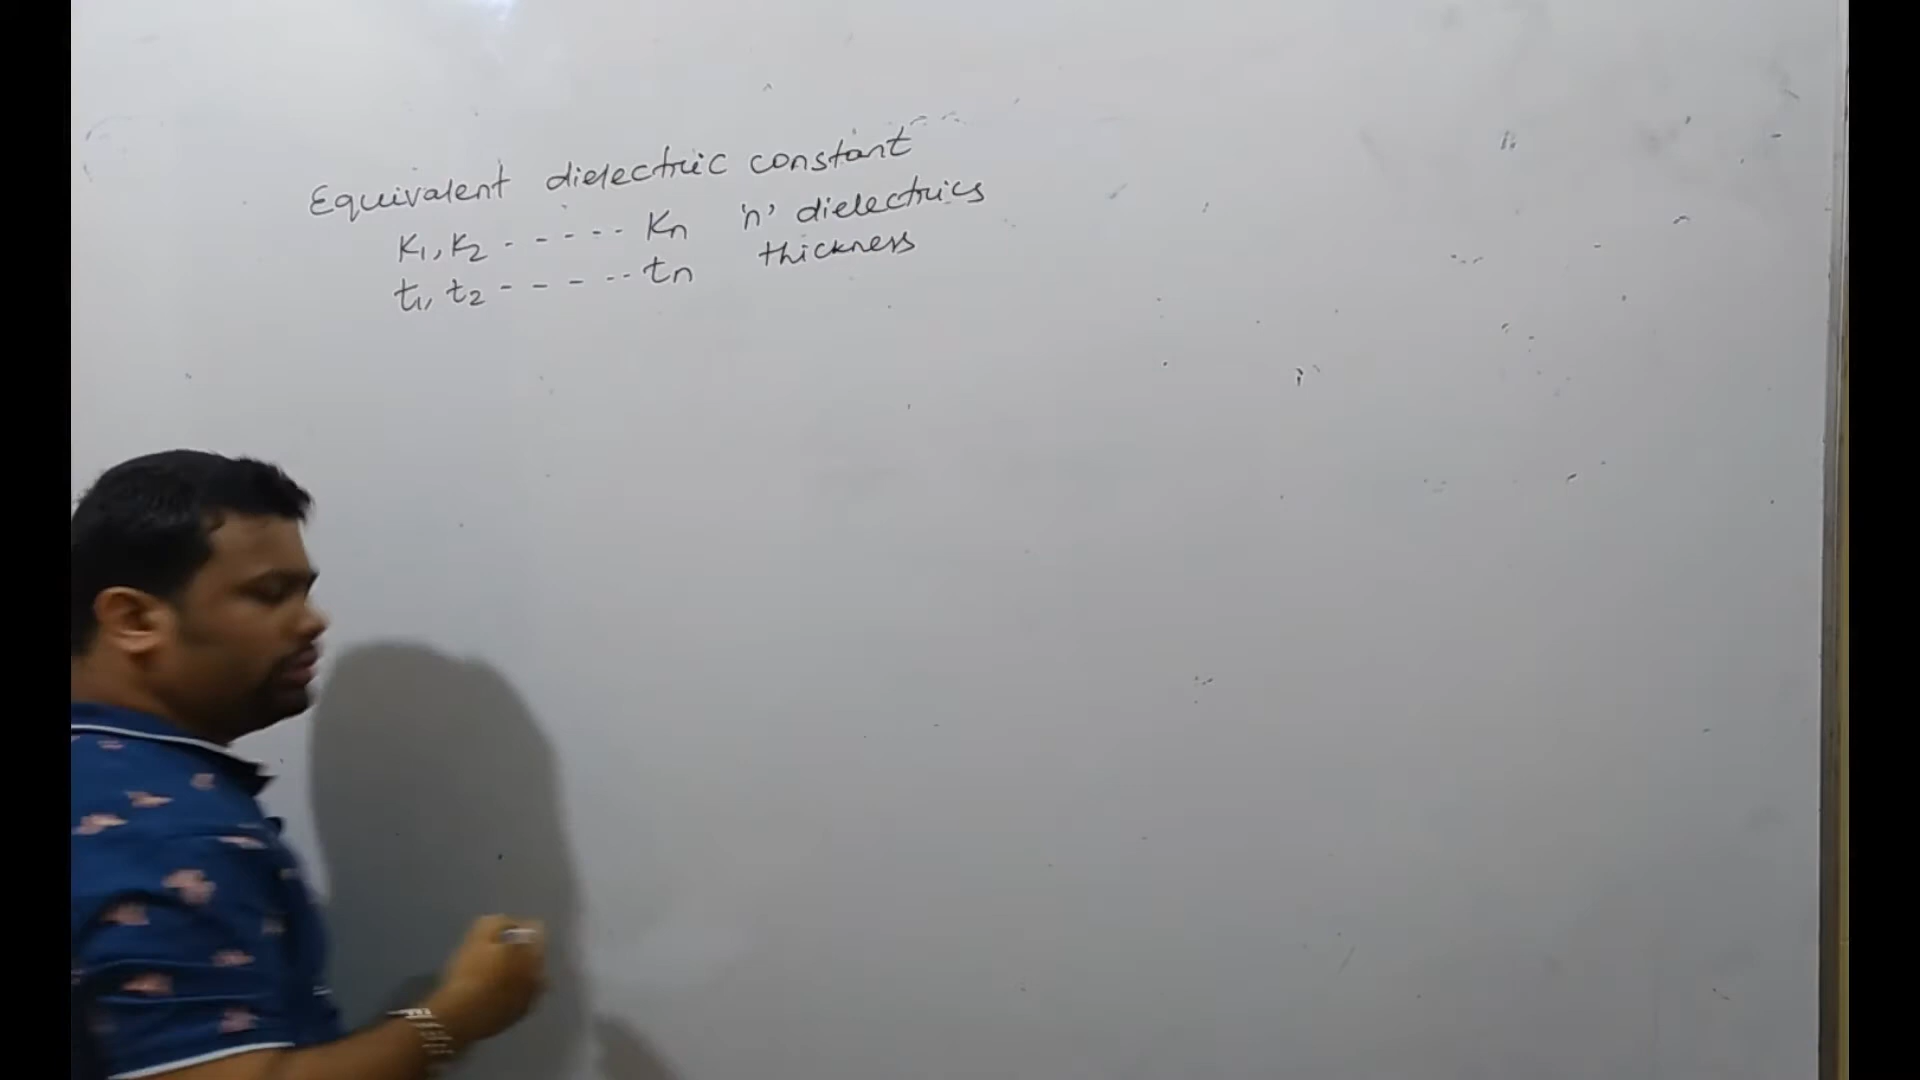 Equivalent dielectric constant
K1, K2 - - - - - - Kn 'n' dielectrics
t1, t2 - - - - - - tn thickness